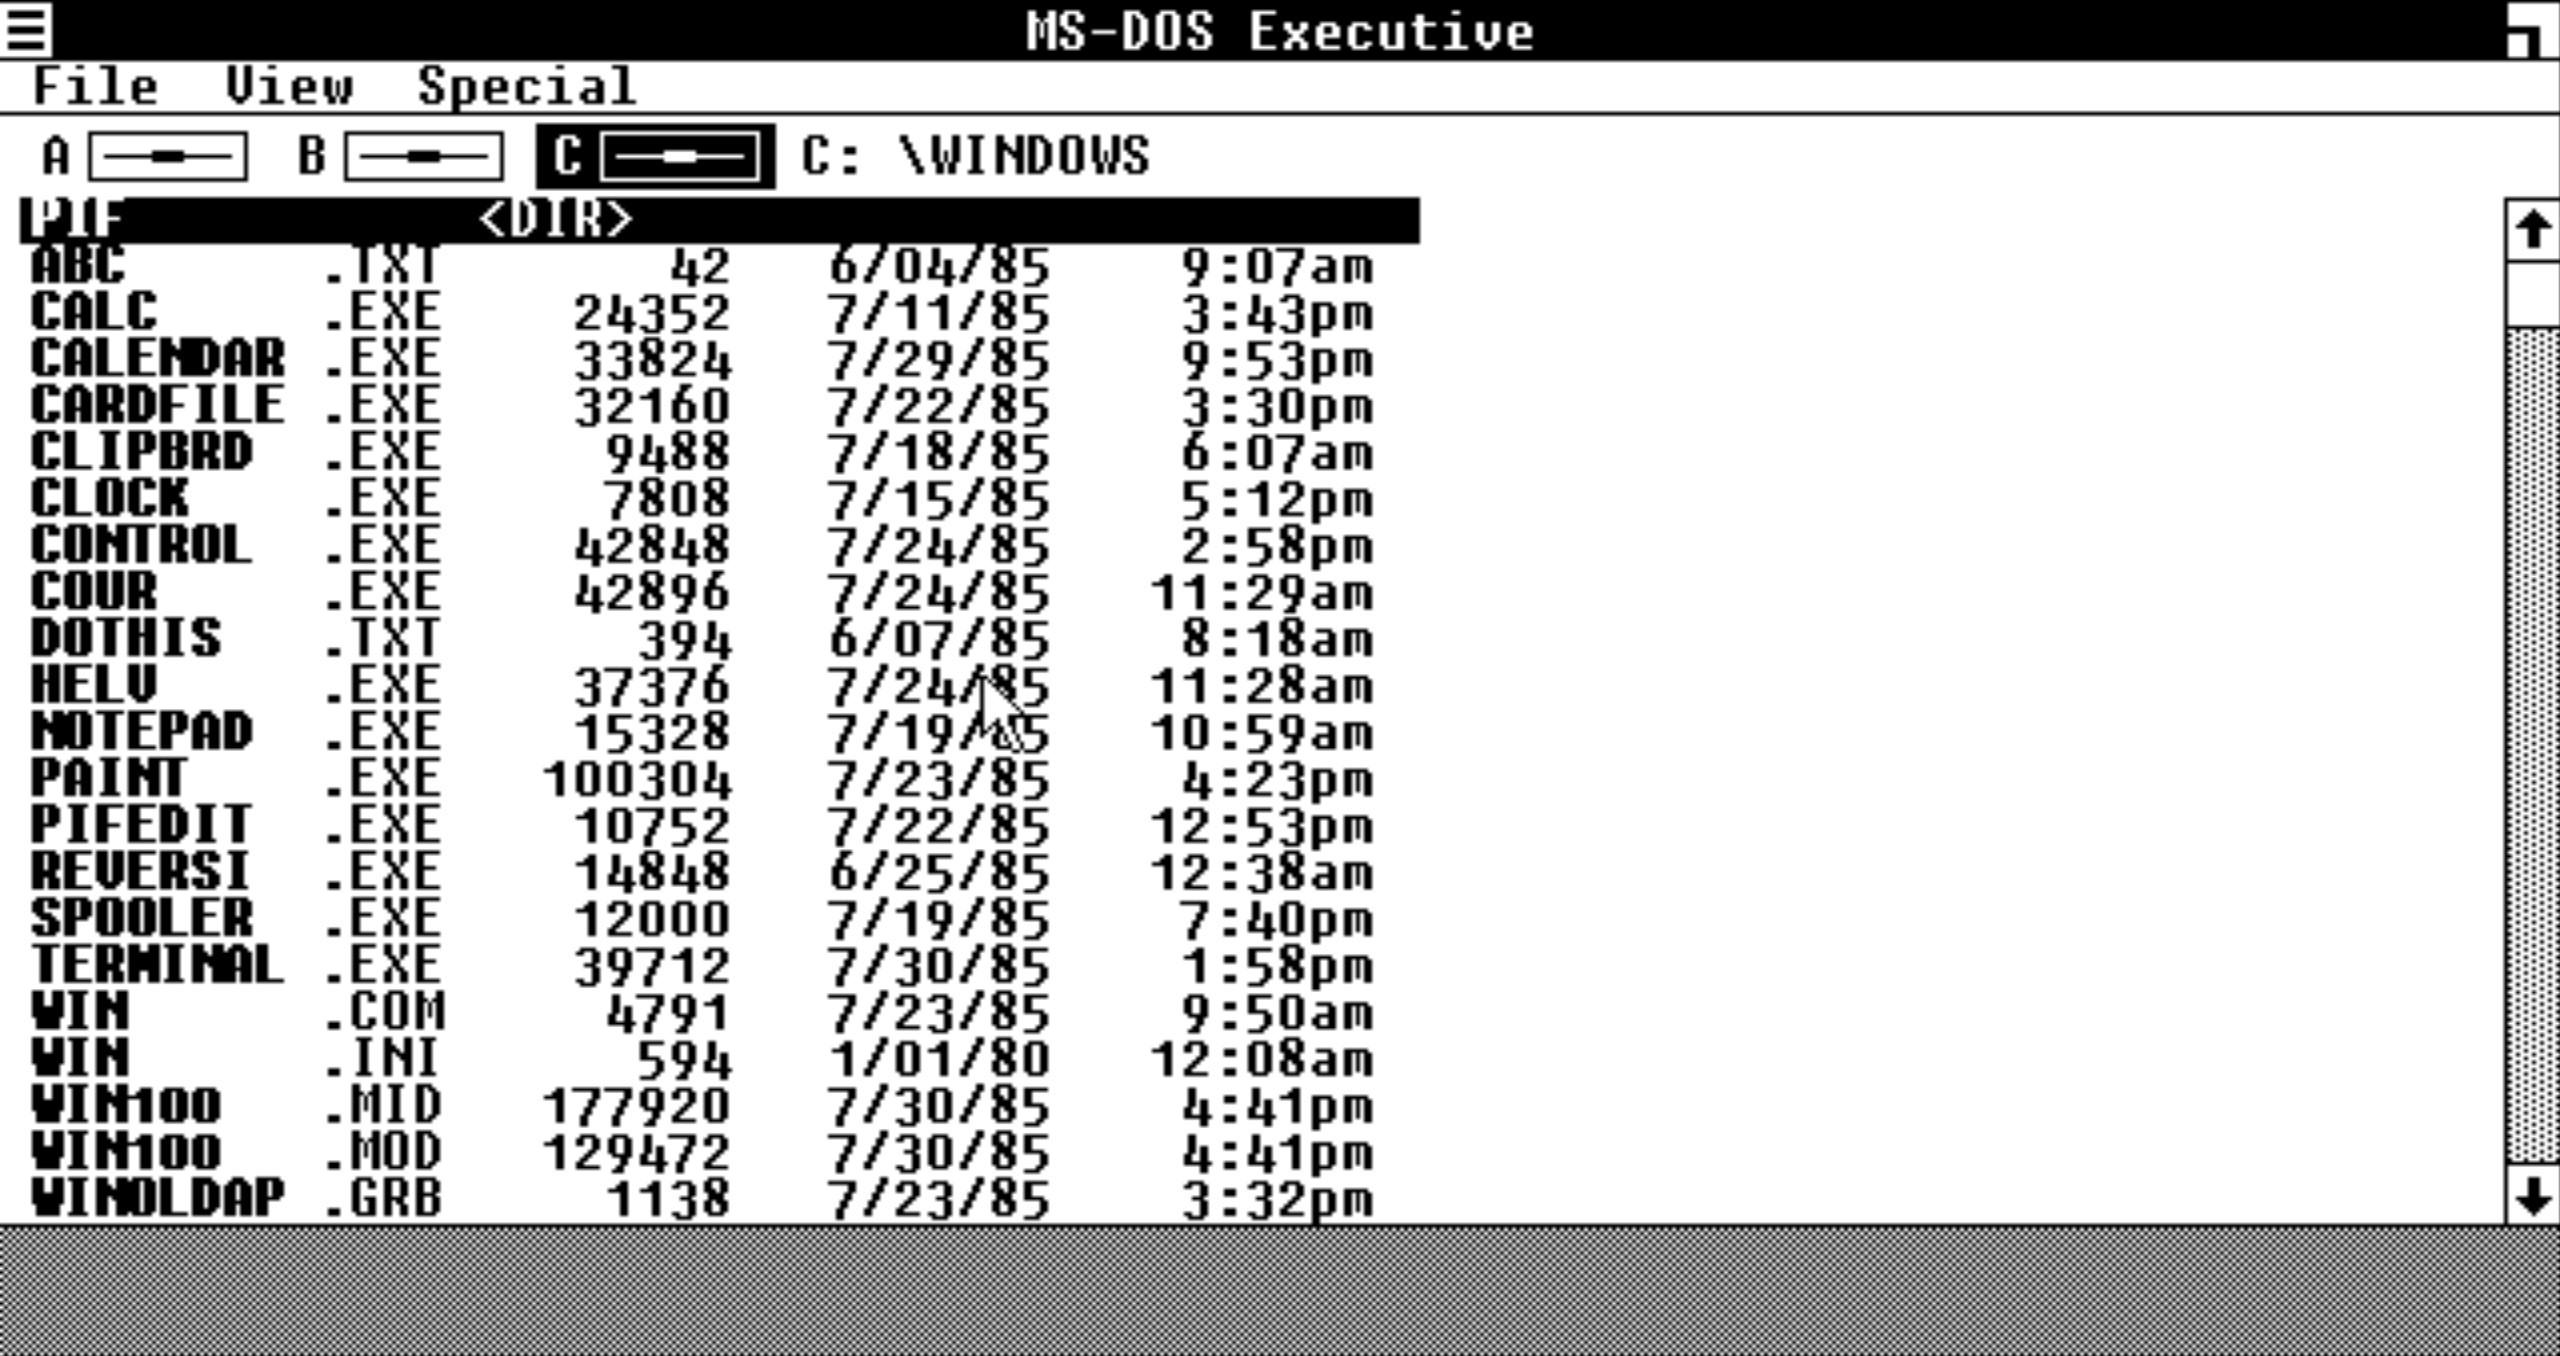 MS-DOS Executive
File View Special
A B C C: \WINDOWS
PIF <DIR>
ABC .TXT 42 6/04/85 9:07am
CALC .EXE 24352 7/11/85 3:43pm
CALENDAR .EXE 33824 7/29/85 9:53pm
CARDFILE .EXE 32160 7/22/85 3:30pm
CLIPBRD .EXE 9488 7/18/85 6:07am
CLOCK .EXE 7808 7/15/85 5:12pm
CONTROL .EXE 42848 7/24/85 2:58pm
COUR .EXE 42896 7/24/85 11:29am
DOTHIS .TXT 394 6/07/85 8:18am
HELV .EXE 37376 7/24/85 11:28am
NOTEPAD .EXE 15328 7/19/85 10:59am
PAINT .EXE 100304 7/23/85 4:23pm
PIFEDIT .EXE 10752 7/22/85 12:53pm
REVERSI .EXE 14848 6/25/85 12:38am
SPOOLER .EXE 12000 7/19/85 7:40pm
TERMINAL .EXE 39712 7/30/85 1:58pm
WIN .COM 4791 7/23/85 9:50am
WIN .INI 594 1/01/80 12:08am
WIN100 .MID 177920 7/30/85 4:41pm
WIN100 .MOD 129472 7/30/85 4:41pm
WINOLDAP .GRB 1138 7/23/85 3:32pm